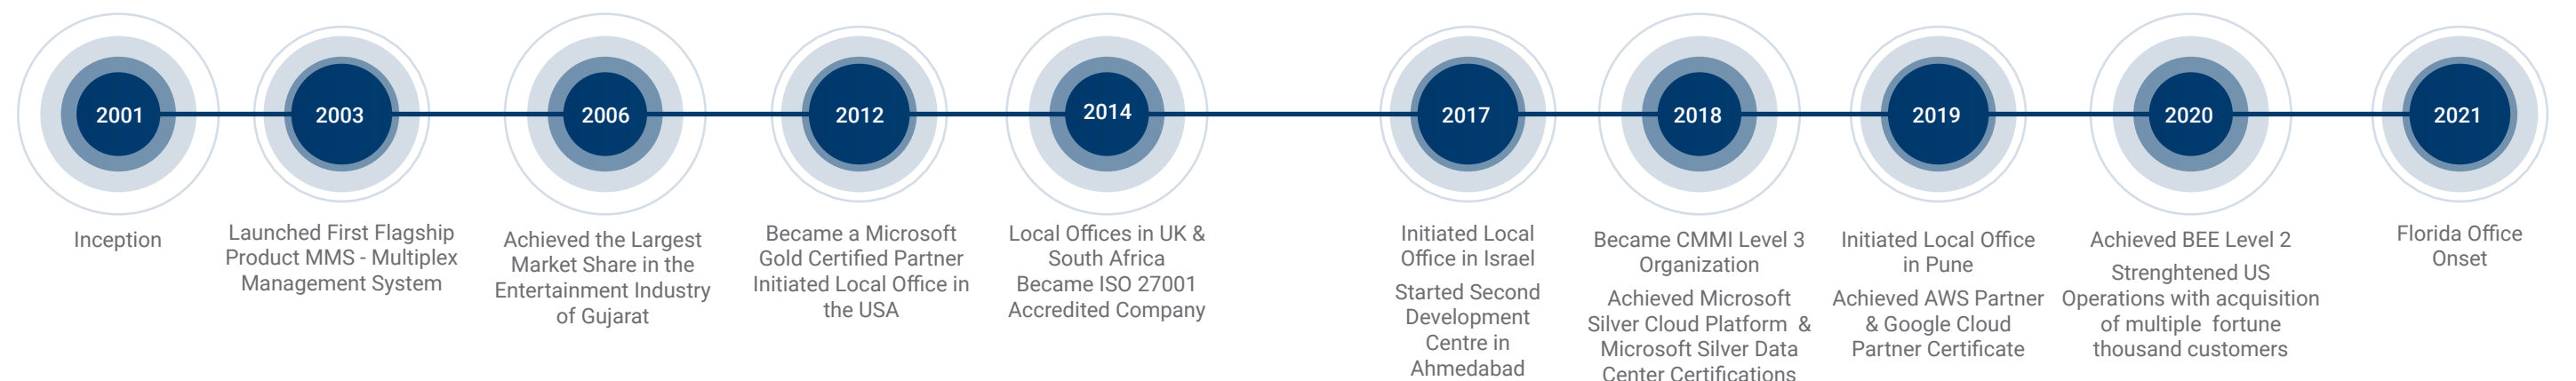 2001
Inception
2003
Launched First Flagship
Product MMS - Multiplex
Management System
2006
Achieved the Largest
Market Share in the
Entertainment Industry
of Gujarat
2012
Became a Microsoft
Gold Certified Partner
Initiated Local Office in
the USA
2014
Local Offices in UK &
South Africa
Became ISO 27001
Accredited Company
2017
Initiated Local
Office in Israel
Started Second
Development
Centre in
Ahmedabad
2018
Became CMMI Level 3
Organization
Achieved Microsoft
Silver Cloud Platform &
Microsoft Silver Data
Center Certifications
2019
Initiated Local Office
in Pune
Achieved AWS Partner
& Google Cloud
Partner Certificate
2020
Achieved BEE Level 2
Strenghtened US
Operations with acquisition
of multiple fortune
thousand customers
2021
Florida Office
Onset